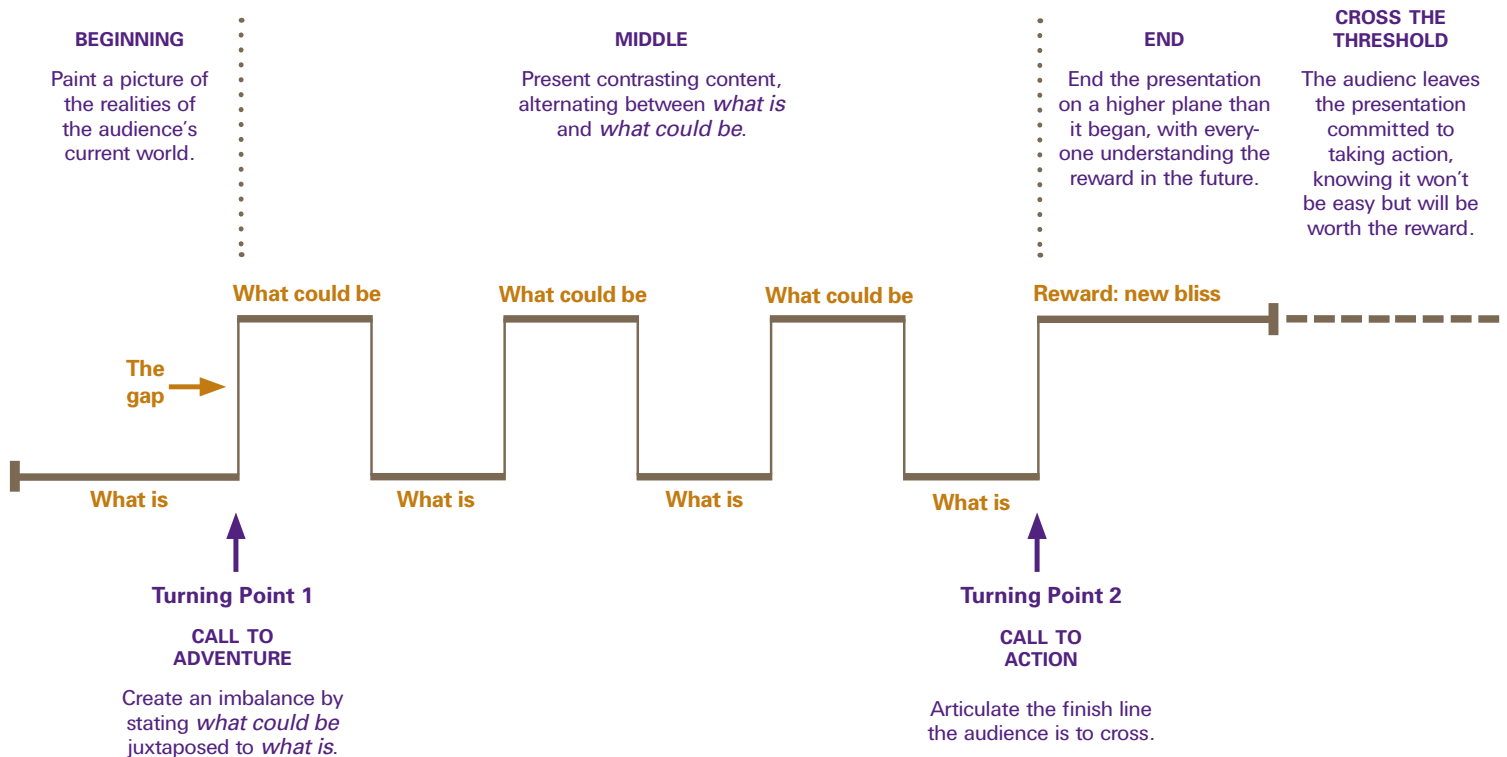 BEGINNING
Paint a picture of
the realities of
the audience's
current world.
MIDDLE
Present contrasting content,
alternating between what is
and what could be.
END
End the presentation
on a higher plane than
it began, with every-
one understanding the
reward in the future.
CROSS THE
THRESHOLD
The audienc leaves
the presentation
committed to
taking action,
knowing it won't
be easy but will be
worth the reward.
What could be
What could be
What could be
Reward: new bliss
The
gap
What is
What is
What is
What is
Turning Point 1
CALL TO
ADVENTURE
Create an imbalance by
stating what could be
juxtaposed to what is.
Turning Point 2
CALL TO
ACTION
Articulate the finish line
the audience is to cross.